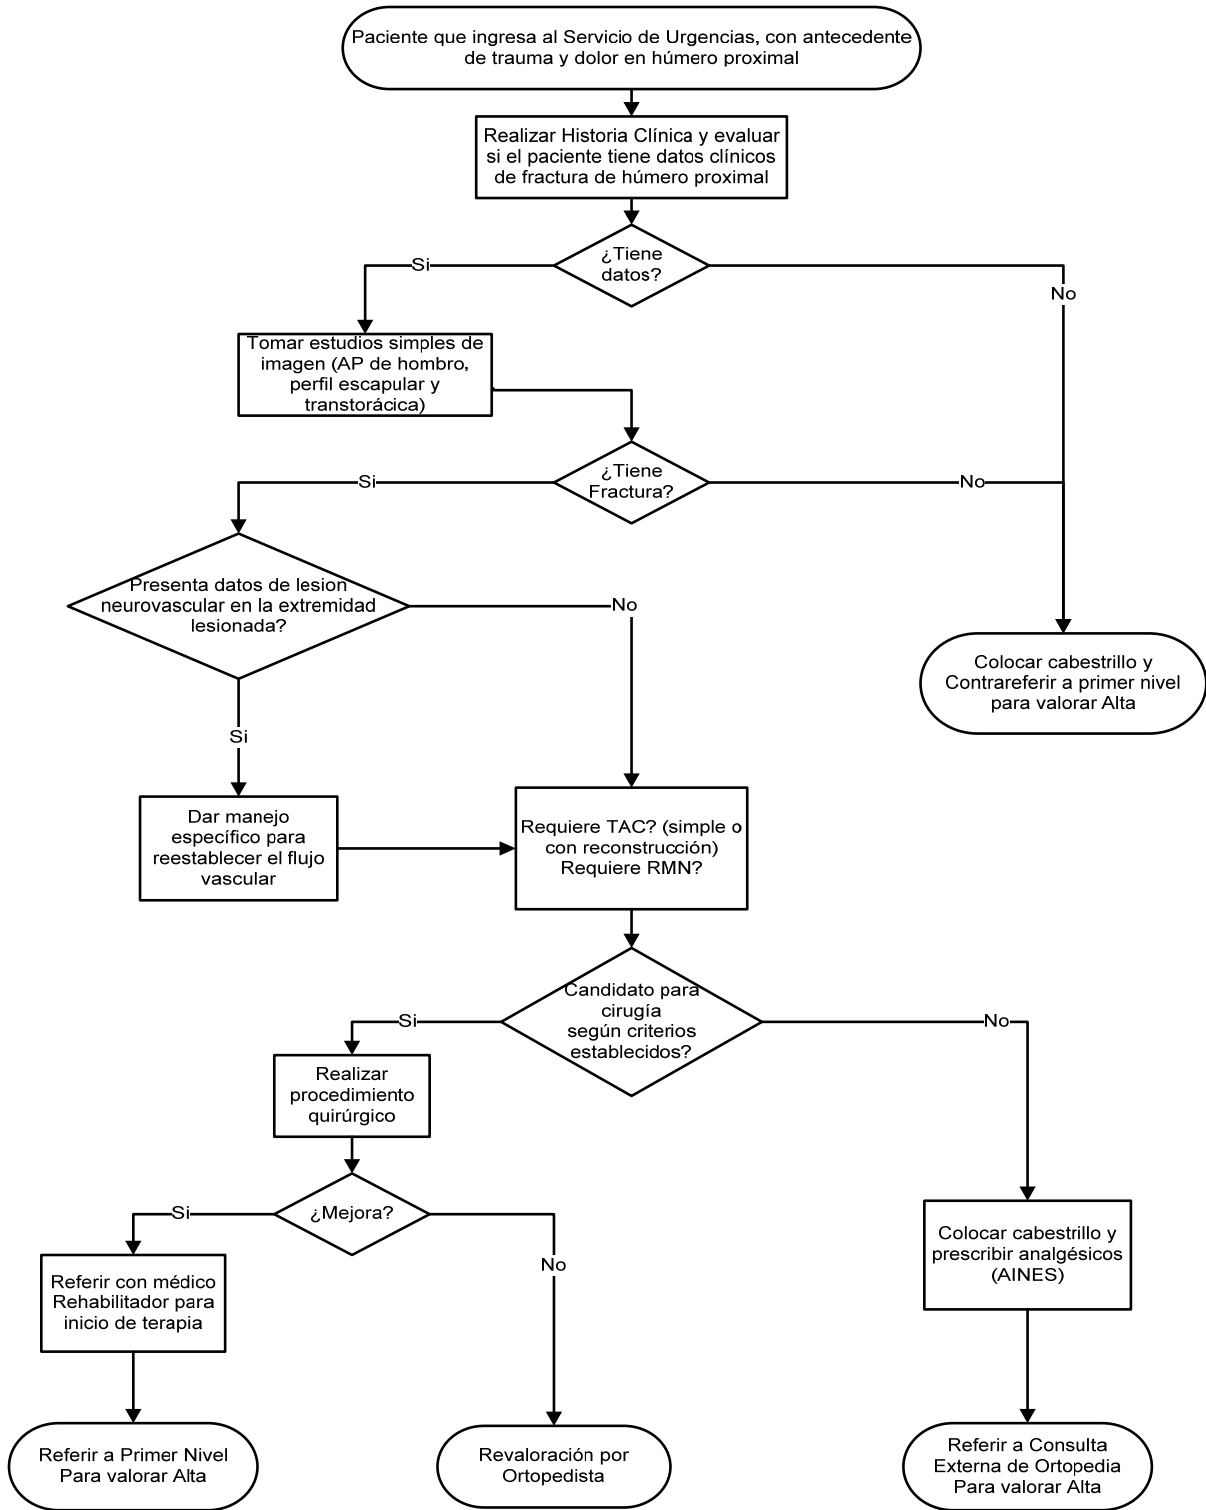 Paciente que ingresa al Servicio de Urgencias, con antecedente
de trauma y dolor en húmero proximal
Realizar Historia Clínica y evaluar
si el paciente tiene datos clínicos
de fractura de húmero proximal
¿Tiene
datos?
Si
No
Tomar estudios simples de
imagen (AP de hombro,
perfil escapular y
transtorácica)
¿Tiene
Fractura?
Si
No
Presenta datos de lesion
neurovascular en la extremidad
lesionada?
No
Si
Colocar cabestrillo y
Contrareferir a primer nivel
para valorar Alta
Dar manejo
específico para
reestablecer el flujo
vascular
Requiere TAC? (simple o
con reconstrucción)
Requiere RMN?
Candidato para
cirugía
según criterios
establecidos?
Si
No
Realizar
procedimiento
quirúrgico
¿Mejora?
Si
No
Referir con médico
Rehabilitador para
inicio de terapia
Colocar cabestrillo y
prescribir analgésicos
(AINES)
Referir a Primer Nivel
Para valorar Alta
Revaloración por
Ortopedista
Referir a Consulta
Externa de Ortopedia
Para valorar Alta